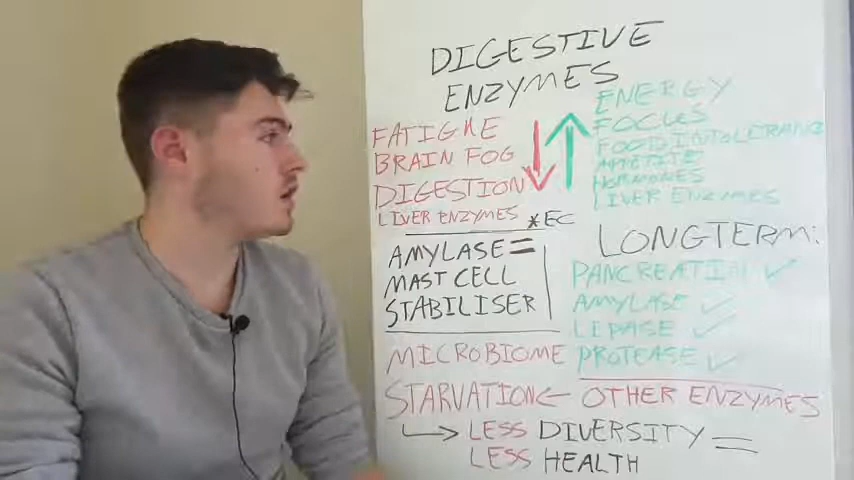 DIGESTIVE
ENZYMES
FATIGUE
BRAIN FOG
DIGESTION
LIVER ENZYMES
*EC
ENERGY
FOCUS
FOOD INTOLERANCE
APPETITE
HORMONES
LIVER ENZYMES
AMYLASE =
MAST CELL
STABILISER
LONGTERM:
PANCREATIN ✓
AMYLASE ✓
LIPASE ✓
PROTEASE ✓
MICROBIOME
STARVATION ← OTHER ENZYMES
→ LESS DIVERSITY =
LESS HEALTH